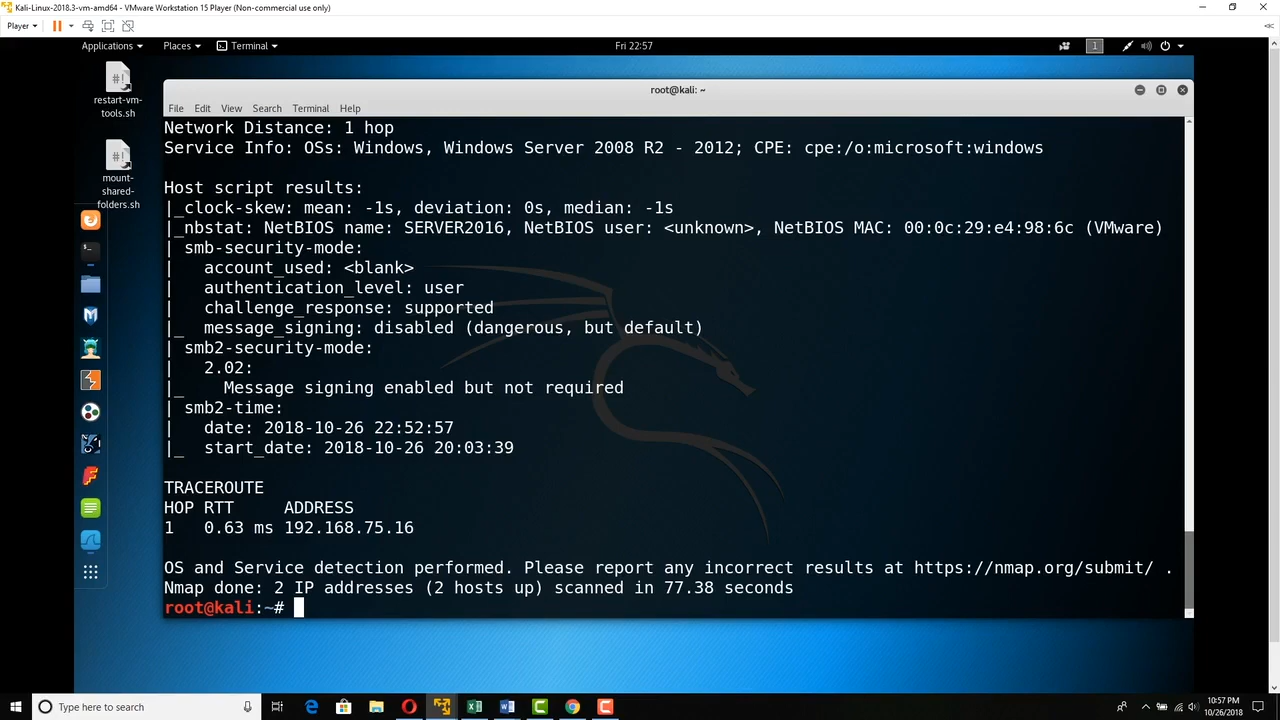 Kali-Linux-2018.3-vm-amd64 - VMware Workstation 15 Player (Non-commercial use only)
Player
Applications Places Terminal Fri 22:57 1
restart-vm-
tools.sh
mount-
shared-
folders.sh
root@kali: ~
File Edit View Search Terminal Help
Network Distance: 1 hop
Service Info: OSs: Windows, Windows Server 2008 R2 - 2012; CPE: cpe:/o:microsoft:windows
Host script results:
|_clock-skew: mean: -1s, deviation: 0s, median: -1s
|_nbstat: NetBIOS name: SERVER2016, NetBIOS user: <unknown>, NetBIOS MAC: 00:0c:29:e4:98:6c (VMware)
| smb-security-mode:
|   account_used: <blank>
|   authentication_level: user
|   challenge_response: supported
|_  message_signing: disabled (dangerous, but default)
| smb2-security-mode:
|   2.02:
|_    Message signing enabled but not required
| smb2-time:
|   date: 2018-10-26 22:52:57
|_  start_date: 2018-10-26 20:03:39
TRACEROUTE
HOP RTT     ADDRESS
1   0.63 ms 192.168.75.16
OS and Service detection performed. Please report any incorrect results at https://nmap.org/submit/ .
Nmap done: 2 IP addresses (2 hosts up) scanned in 77.38 seconds
root@kali:~#
Type here to search
10:57 PM
10/26/2018